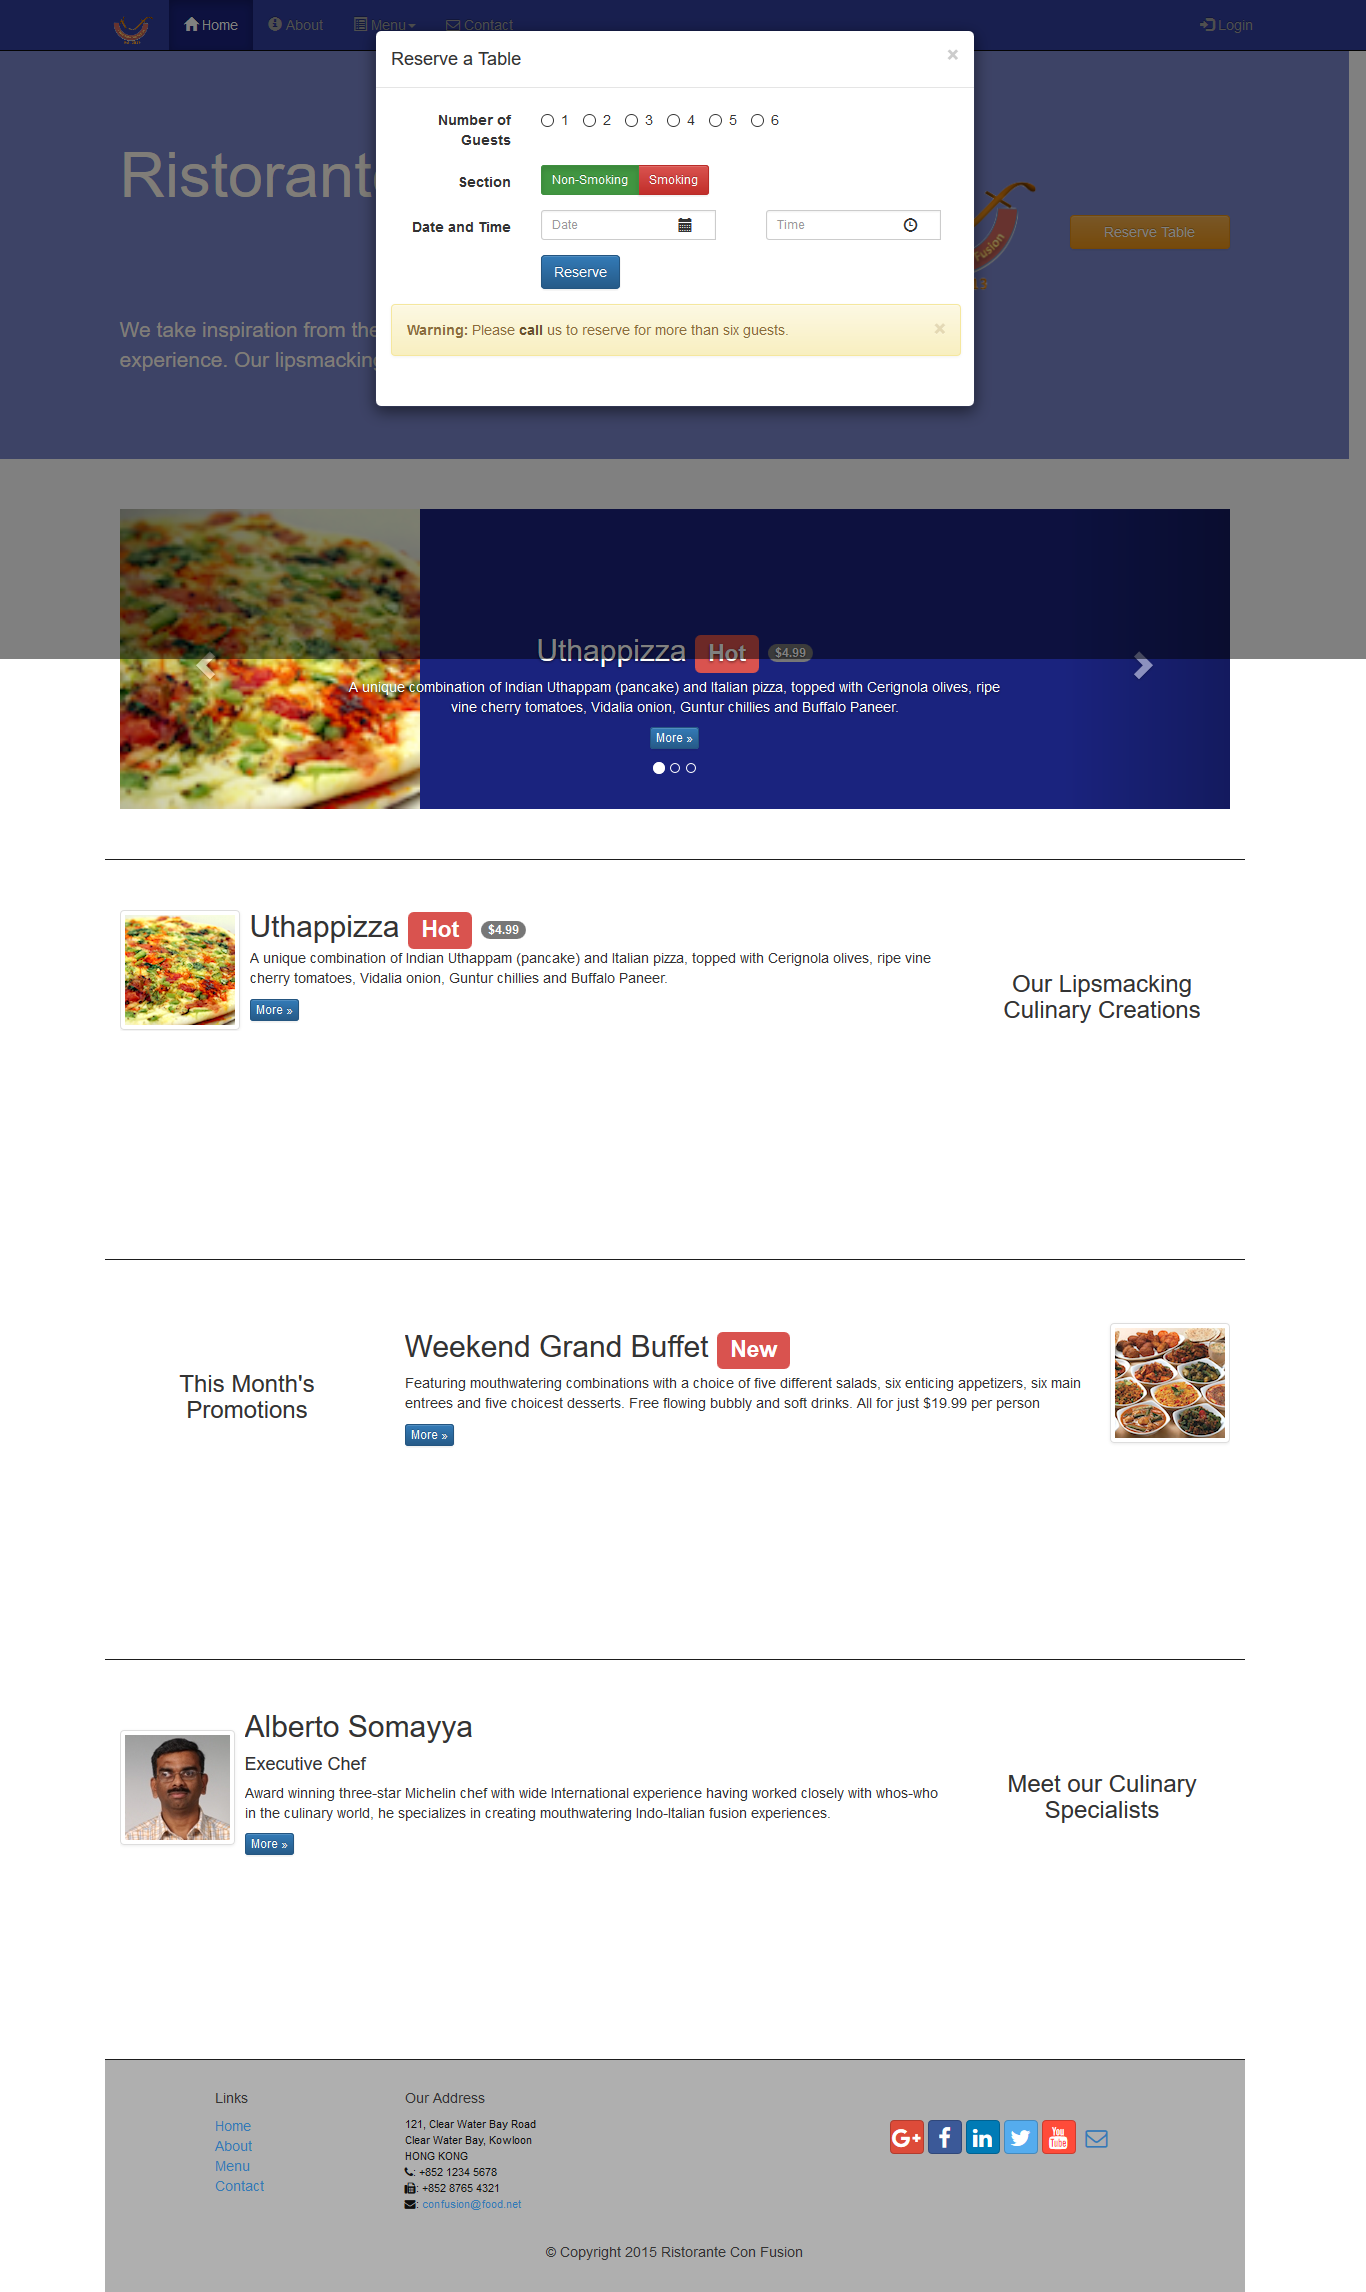 Home
About
Menu
Contact
Login
Reserve a Table
×
Number of
Guests
1 2 3 4 5 6
Section
Non-Smoking Smoking
Date and Time
Date
Time
Reserve
Warning: Please call us to reserve for more than six guests.
×
Ristorant
Fusion
Reserve Table
We take inspiration from the
experience. Our lipsmacking
Uthappizza Hot $4.99
A unique combination of Indian Uthappam (pancake) and Italian pizza, topped with Cerignola olives, ripe
vine cherry tomatoes, Vidalia onion, Guntur chillies and Buffalo Paneer.
More »
Uthappizza Hot $4.99
A unique combination of Indian Uthappam (pancake) and Italian pizza, topped with Cerignola olives, ripe vine
cherry tomatoes, Vidalia onion, Guntur chillies and Buffalo Paneer.
More »
Our Lipsmacking
Culinary Creations
This Month's
Promotions
Weekend Grand Buffet New
Featuring mouthwatering combinations with a choice of five different salads, six enticing appetizers, six main
entrees and five choicest desserts. Free flowing bubbly and soft drinks. All for just $19.99 per person
More »
Alberto Somayya
Executive Chef
Award winning three-star Michelin chef with wide International experience having worked closely with whos-who
in the culinary world, he specializes in creating mouthwatering Indo-Italian fusion experiences.
More »
Meet our Culinary
Specialists
Links
Home
About
Menu
Contact
Our Address
121, Clear Water Bay Road
Clear Water Bay, Kowloon
HONG KONG
: +852 1234 5678
: +852 8765 4321
: confusion@food.net
G+ f in You Tube
© Copyright 2015 Ristorante Con Fusion